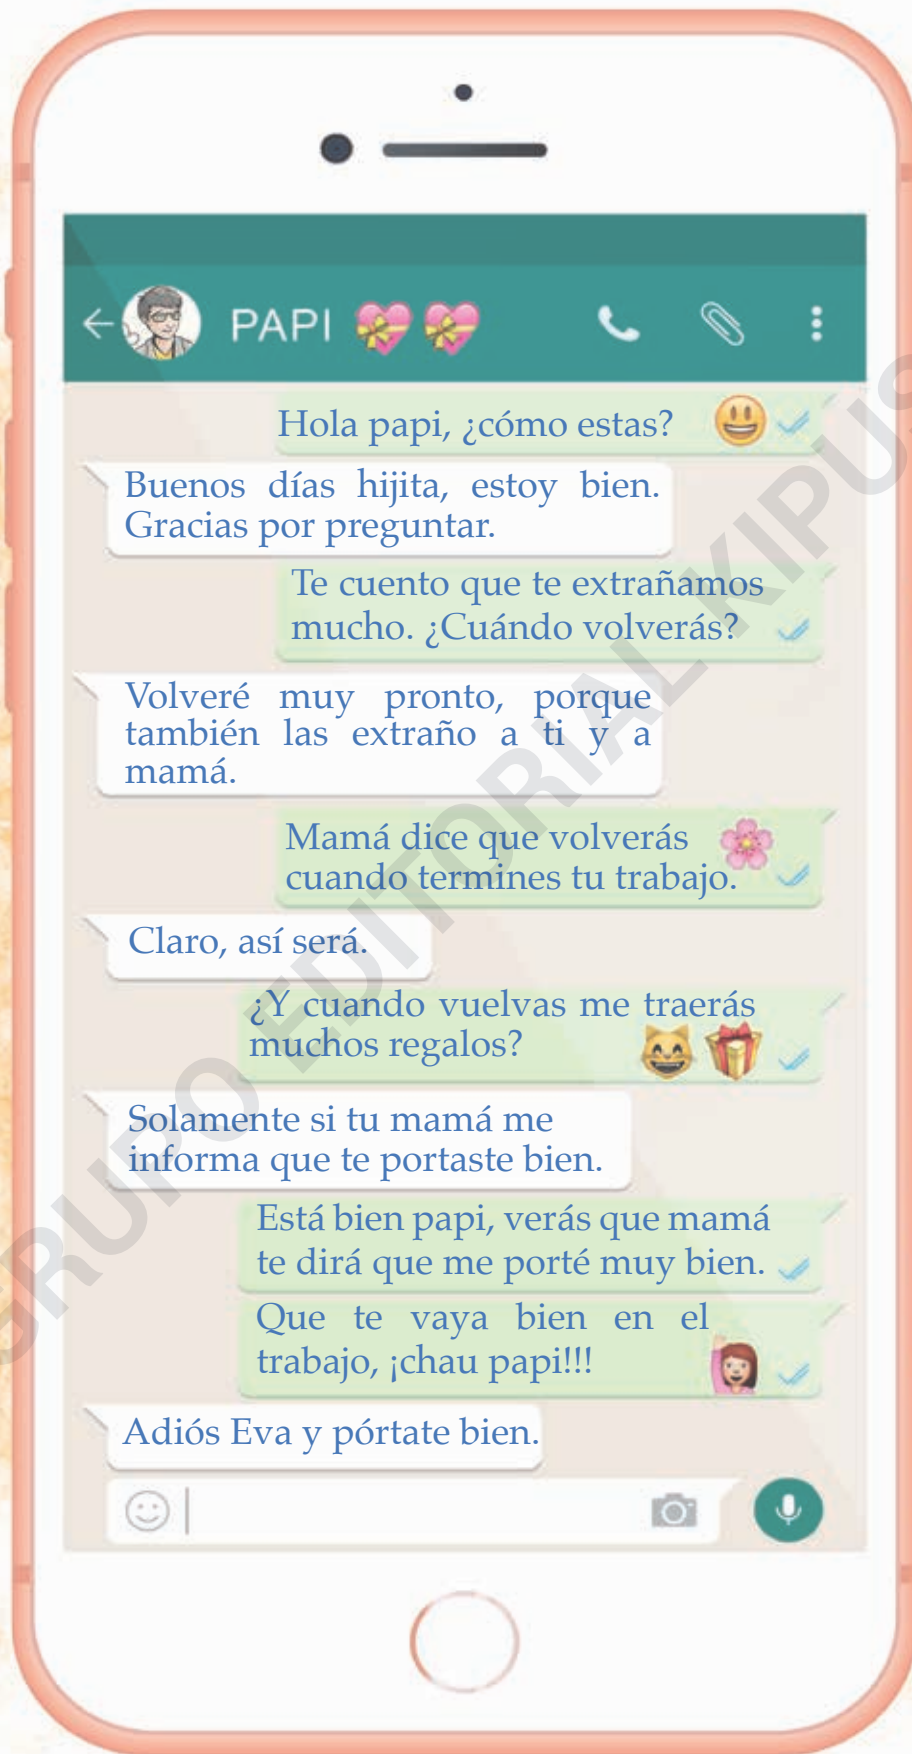 PAPI 💝 💝
Hola papi, ¿cómo estas? 😃
Buenos días hijita, estoy bien.
Gracias por preguntar.
Te cuento que te extrañamos
mucho. ¿Cuándo volverás?
Volveré muy pronto, porque
también las extraño a ti y a
mamá.
Mamá dice que volverás 🌸
cuando termines tu trabajo.
Claro, así será.
¿Y cuando vuelvas me traerás
muchos regalos? 😸 🎁
Solamente si tu mamá me
informa que te portaste bien.
Está bien papi, verás que mamá
te dirá que me porté muy bien.
Que te vaya bien en el
trabajo, ¡chau papi!!! 🙋
Adiós Eva y pórtate bien.
GRUPO EDITORIAL KIPUS